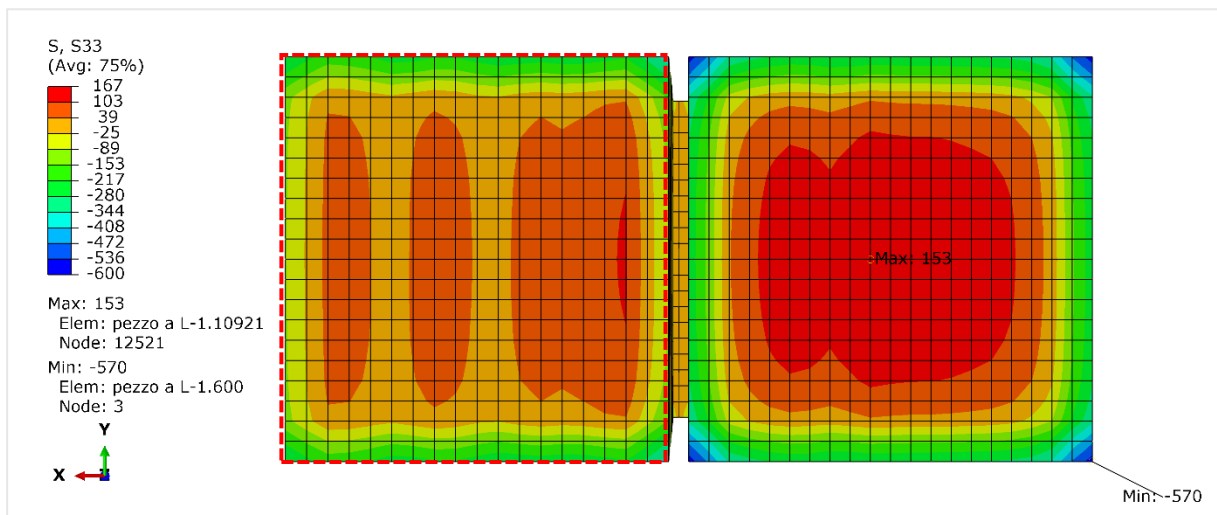 S, S33
(Avg: 75%)
167
103
39
-25
-89
-153
-217
-280
-344
-408
-472
-536
-600
Max: 153
Elem: pezzo a L-1.10921
Node: 12521
Min: -570
Elem: pezzo a L-1.600
Node: 3
Y
X
Max: 153
Min: -570